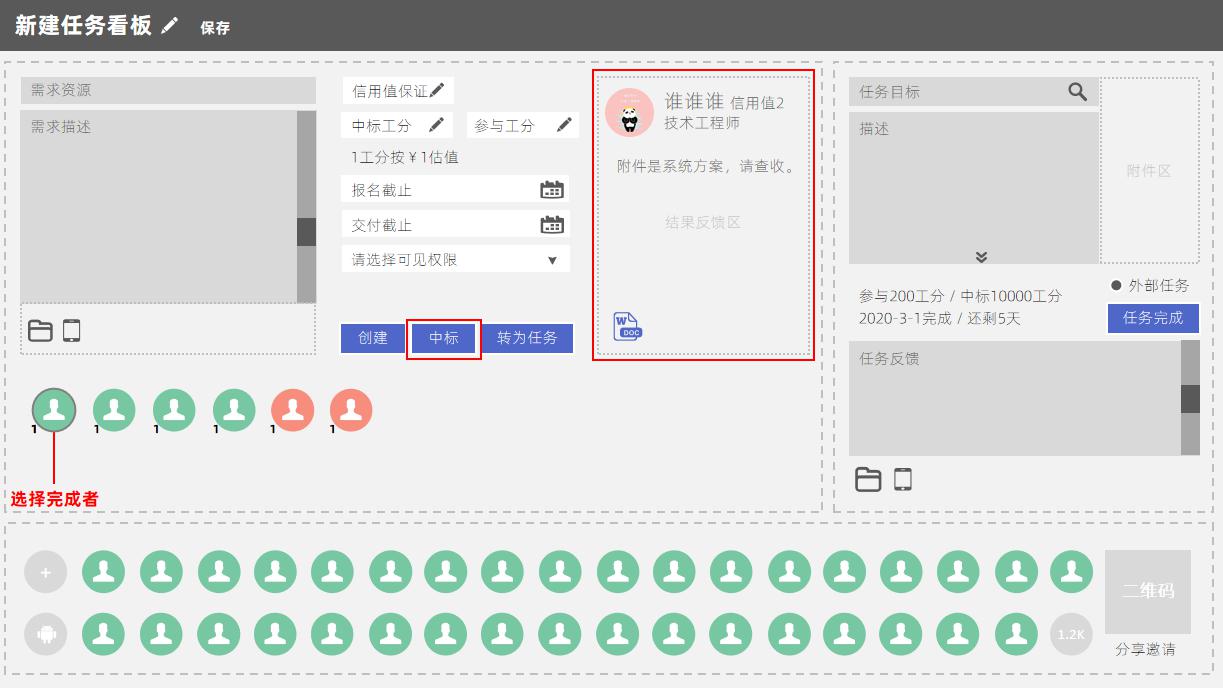 新建任务看板 保存
需求资源
需求描述
信用值保证
中标工分 参与工分
1工分按￥1估值
报名截止
交付截止
请选择可见权限
创建 中标 转为任务
谁谁谁 信用值2
技术工程师
附件是系统方案，请查收。
结果反馈区
W
DOC
1 1 1 1 1 1
选择完成者
任务目标
描述
附件区
参与200工分 / 中标10000工分
2020-3-1完成 / 还剩5天
外部任务
任务完成
任务反馈
+
1.2K
二维码
分享邀请